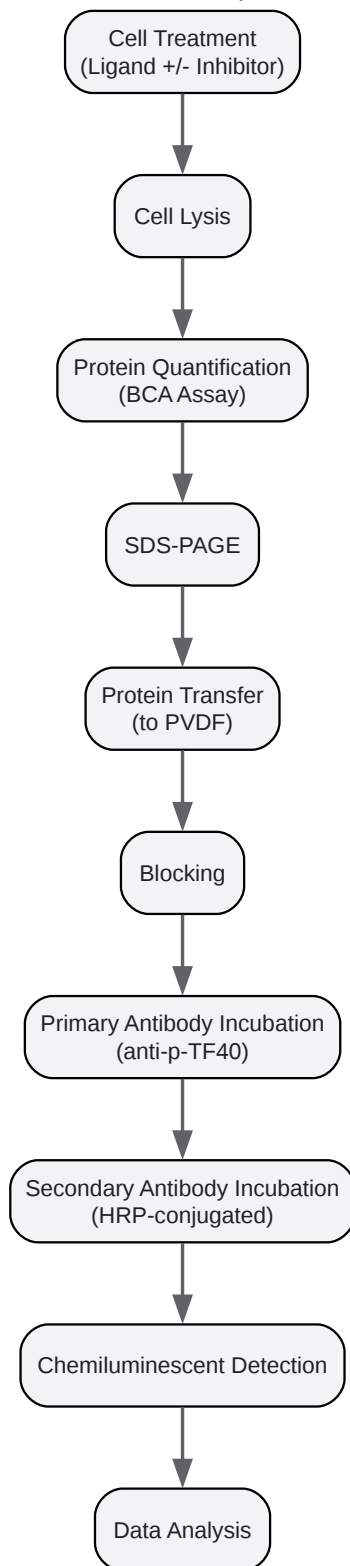 Cell Treatment
(Ligand +/- Inhibitor)
Cell Lysis
Protein Quantification
(BCA Assay)
SDS-PAGE
Protein Transfer
(to PVDF)
Blocking
Primary Antibody Incubation
(anti-p-TF40)
Secondary Antibody Incubation
(HRP-conjugated)
Chemiluminescent Detection
Data Analysis